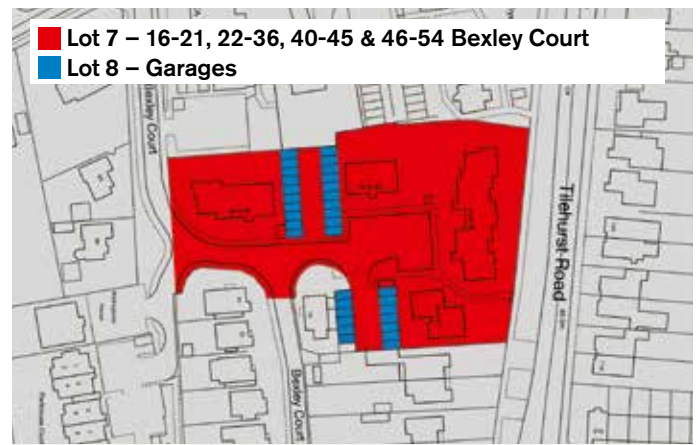 Lot 7 – 16-21, 22-36, 40-45 & 46-54 Bexley Court
Lot 8 – Garages
Bexley Court
Tilehurst Road
Bexley Court